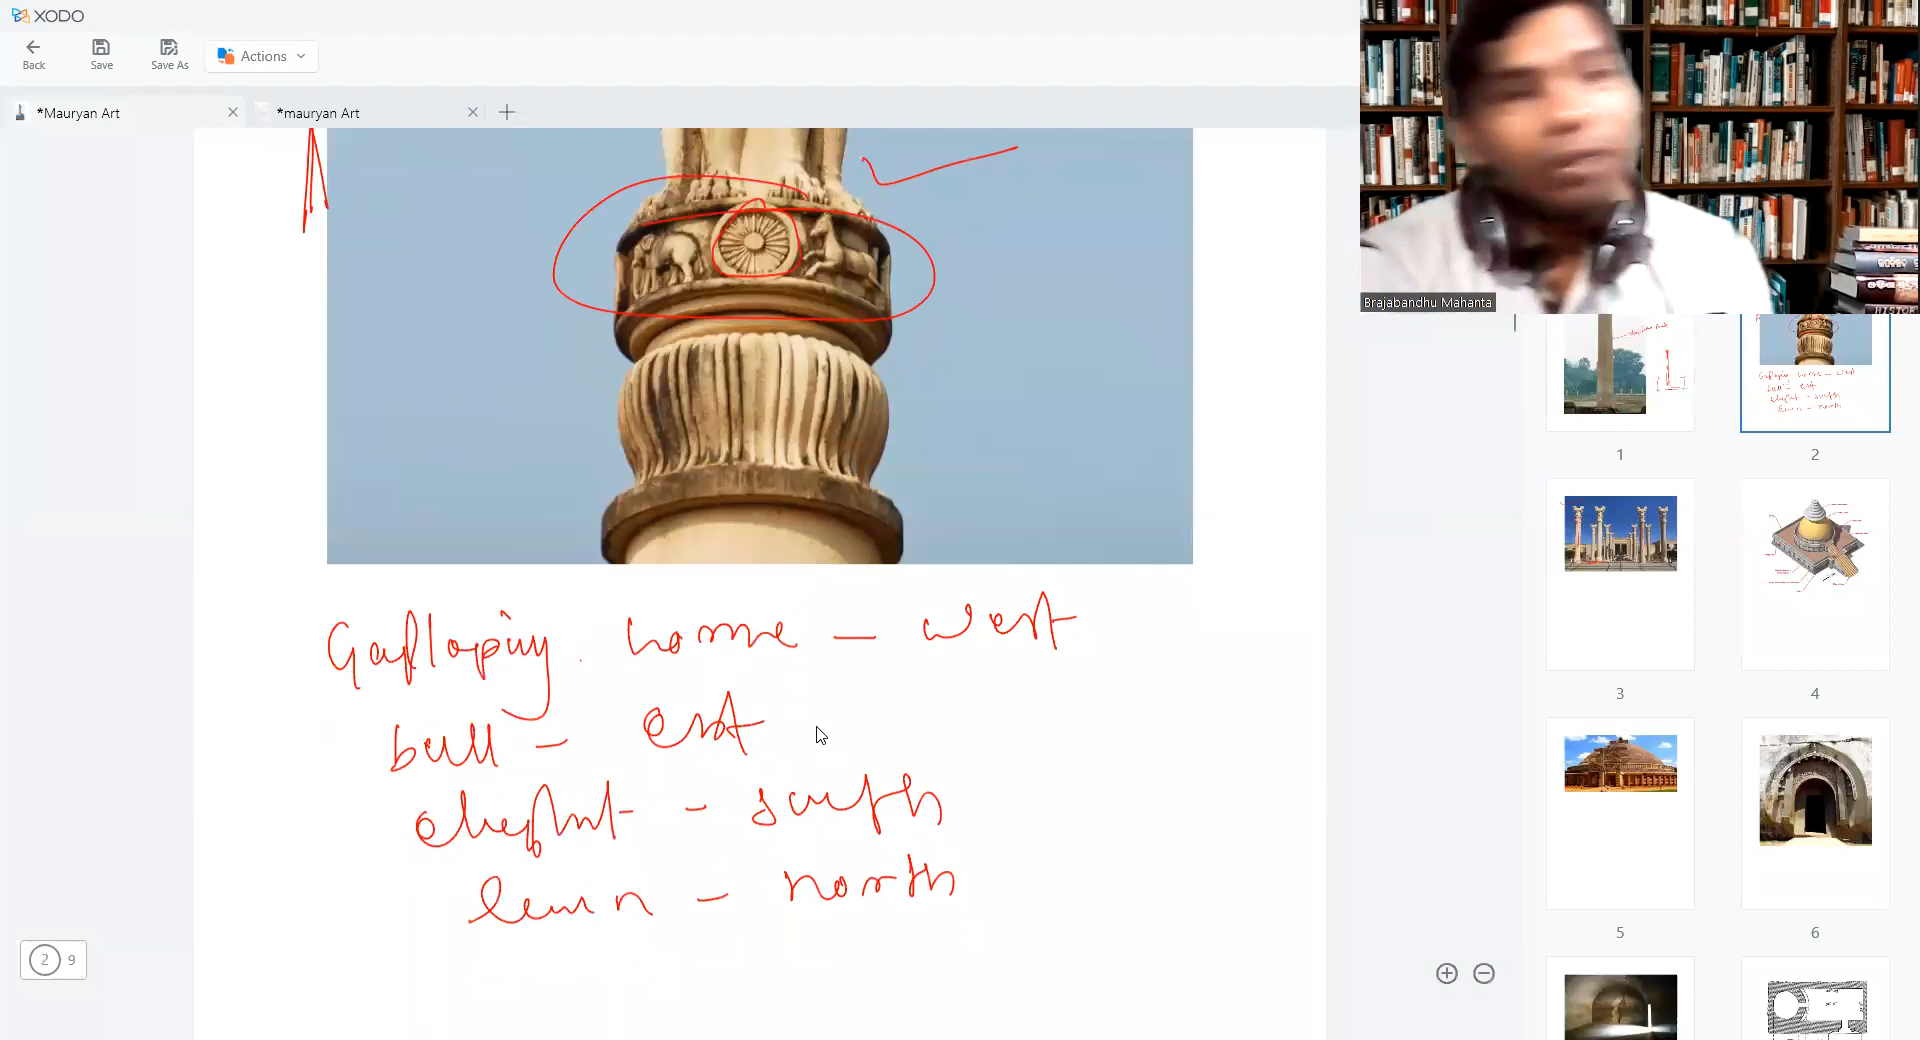 XODO
Back
Save
Save As
Actions
*Mauryan Art
*mauryan Art
Brajabandhu Mahanta
Galloping horse – west
bull – east
elephant – south
lion – north
2 9
1
2
3
4
5
6